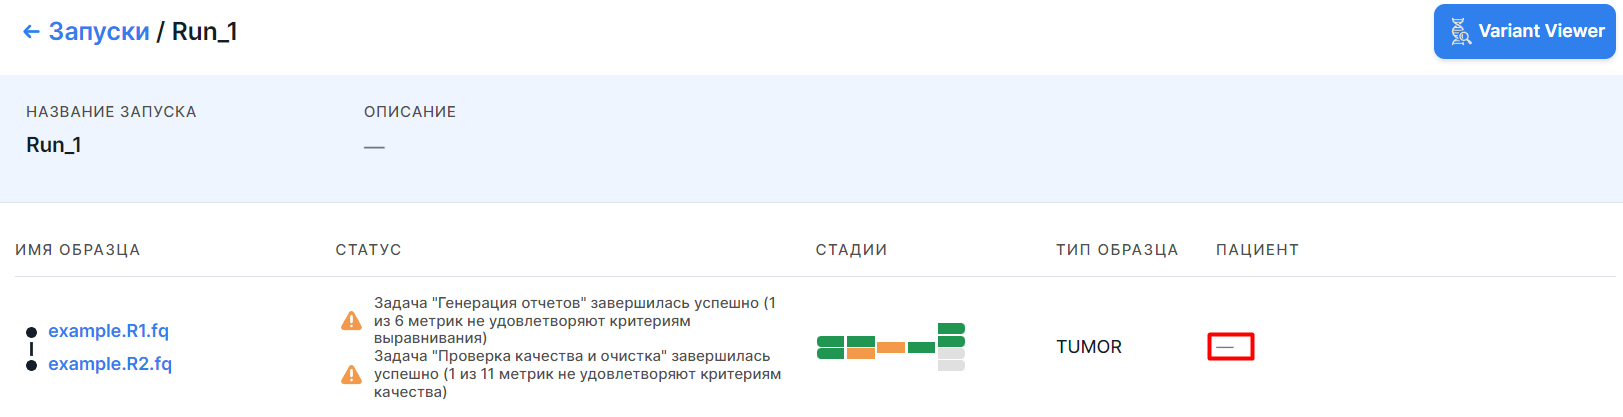 ← Запуски / Run_1
Variant Viewer
НАЗВАНИЕ ЗАПУСКА
ОПИСАНИЕ
Run_1
—
ИМЯ ОБРАЗЦА
СТАТУС
СТАДИИ
ТИП ОБРАЗЦА
ПАЦИЕНТ
example.R1.fq
example.R2.fq
Задача "Генерация отчетов" завершилась успешно (1
из 6 метрик не удовлетворяют критериям
выравнивания)
Задача "Проверка качества и очистка" завершилась
успешно (1 из 11 метрик не удовлетворяют критериям
качества)
TUMOR
—